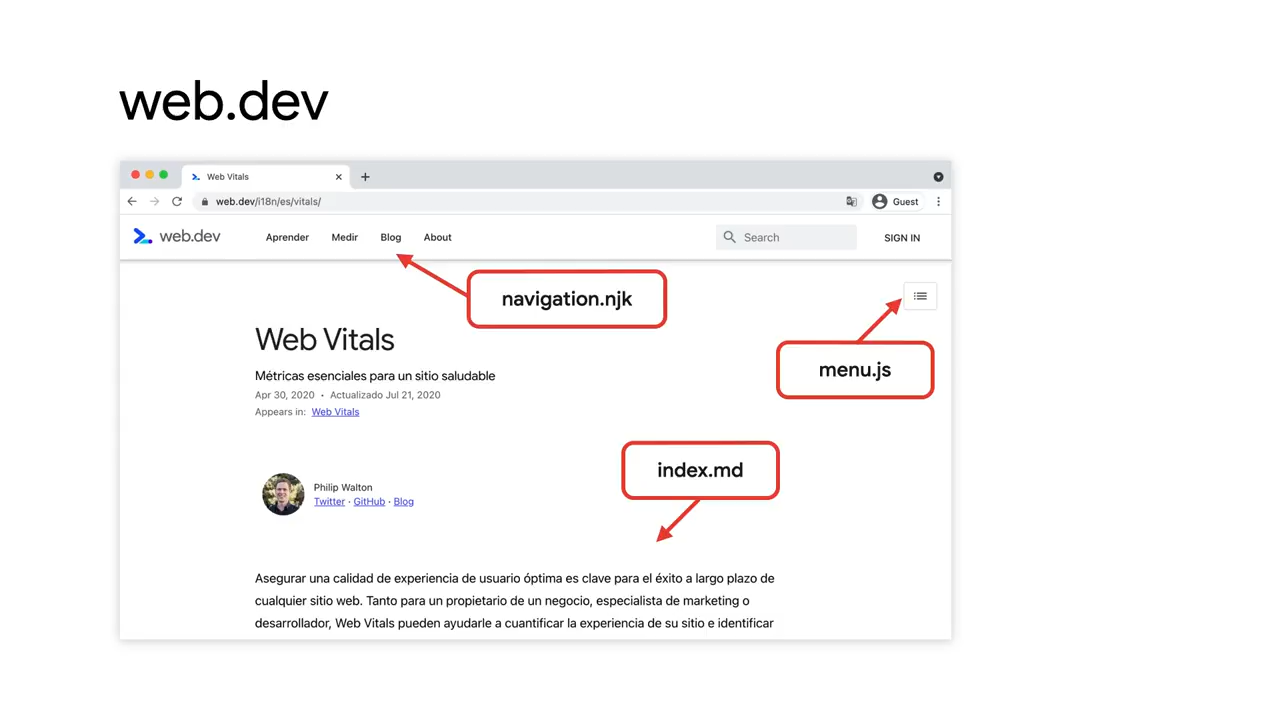 web.dev
Web Vitals
web.dev/i18n/es/vitals/
Guest
web.dev
Aprender Medir Blog About
Search
SIGN IN
navigation.njk
menu.js
Web Vitals
Métricas esenciales para un sitio saludable
Apr 30, 2020 • Actualizado Jul 21, 2020
Appears in: Web Vitals
index.md
Philip Walton
Twitter · GitHub · Blog
Asegurar una calidad de experiencia de usuario óptima es clave para el éxito a largo plazo de
cualquier sitio web. Tanto para un propietario de un negocio, especialista de marketing o
desarrollador, Web Vitals pueden ayudarle a cuantificar la experiencia de su sitio e identificar